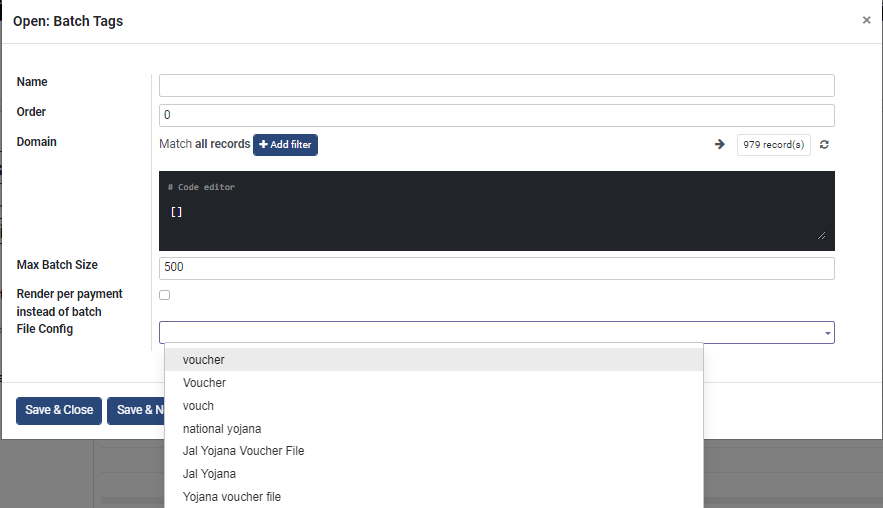 Open: Batch Tags
×
Name
Order
0
Domain
Match all records + Add filter
979 record(s)
# Code editor
[]
Max Batch Size
500
Render per payment
instead of batch
File Config
voucher
Voucher
vouch
national yojana
Jal Yojana Voucher File
Jal Yojana
Yojana voucher file
Save & Close
Save & N